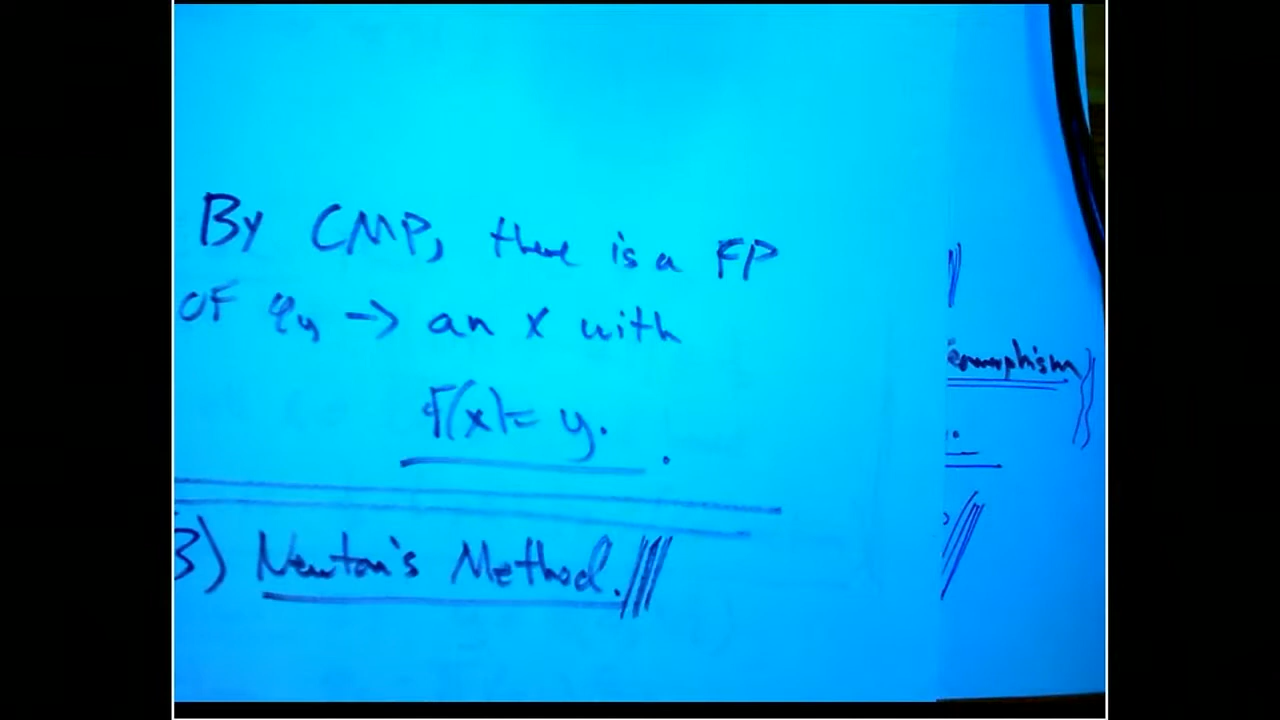 By CMP, there is a FP
of φy → an x with
f(x) = y.
3) Newton's Method.